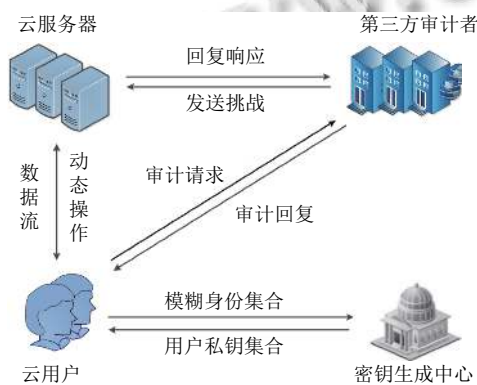 云服务器
第三方审计者
回复响应
发送挑战
数据流
动态操作
审计请求
审计回复
模糊身份集合
用户私钥集合
云用户
密钥生成中心